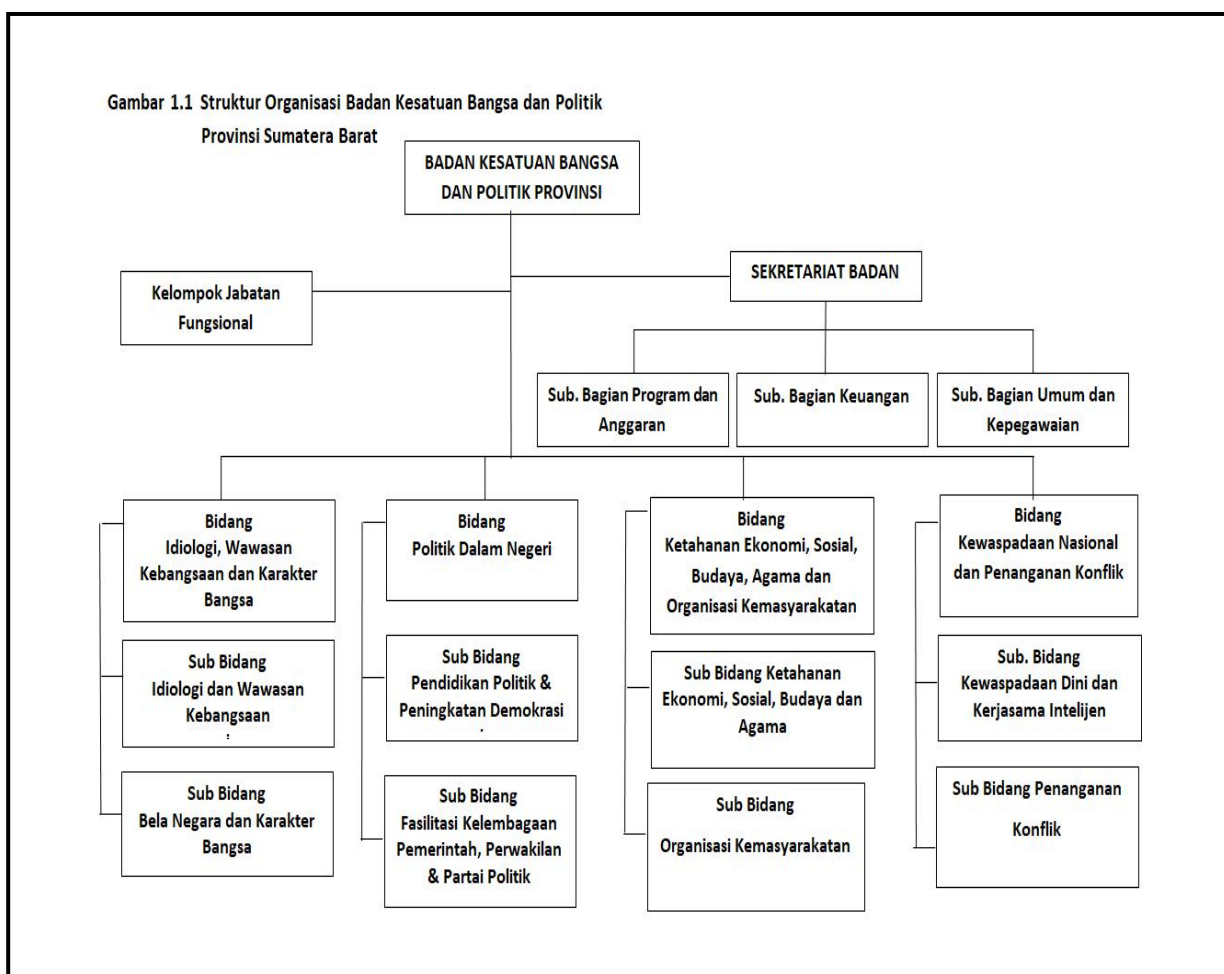 Gambar 1.1 Struktur Organisasi Badan Kesatuan Bangsa dan Politik
Provinsi Sumatera Barat
BADAN KESATUAN BANGSA
DAN POLITIK PROVINSI
SEKRETARIAT BADAN
Kelompok Jabatan
Fungsional
Sub. Bagian Program dan
Anggaran
Sub. Bagian Keuangan
Sub. Bagian Umum dan
Kepegawaian
Bidang
Idiologi, Wawasan
Kebangsaan dan Karakter
Bangsa
Bidang
Politik Dalam Negeri
Bidang
Ketahanan Ekonomi, Sosial,
Budaya, Agama dan
Organisasi Kemasyarakatan
Bidang
Kewaspadaan Nasional
dan Penanganan Konflik
Sub Bidang
Idiologi dan Wawasan
Kebangsaan
Sub Bidang
Pendidikan Politik &
Peningkatan Demokrasi
Sub Bidang Ketahanan
Ekonomi, Sosial, Budaya dan
Agama
Sub. Bidang
Kewaspadaan Dini dan
Kerjasama Intelijen
Sub Bidang
Bela Negara dan Karakter
Bangsa
Sub Bidang
Fasilitasi Kelembagaan
Pemerintah, Perwakilan
& Partai Politik
Sub Bidang
Organisasi Kemasyarakatan
Sub Bidang Penanganan
Konflik